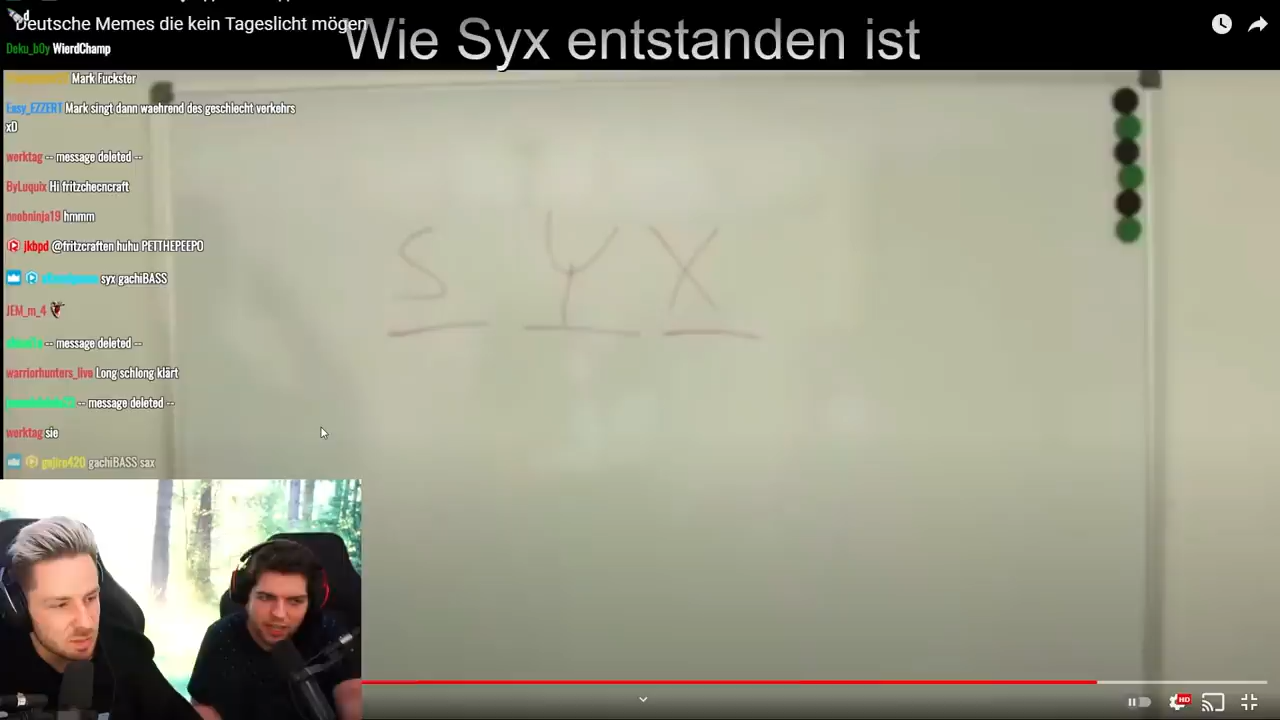 Deutsche Memes die kein Tageslicht mögen
Wie Syx entstanden ist
Deku_b0y WierdChamp
Mark Fuckster
Easy_EZZERT Mark singt dann waehrend des geschlecht verkehrs
xD
werktag -- message deleted --
ByLuquix Hi fritzchecncraft
noobninja19 hmmm
jkbpd @fritzcraften huhu PETTHEPEEPO
syx gachiBASS
JEM_m_4
-- message deleted --
warriorhunters_live Long schlong klärt
-- message deleted --
werktag sie
gojiro420 gachiBASS sax
S Y X
HD